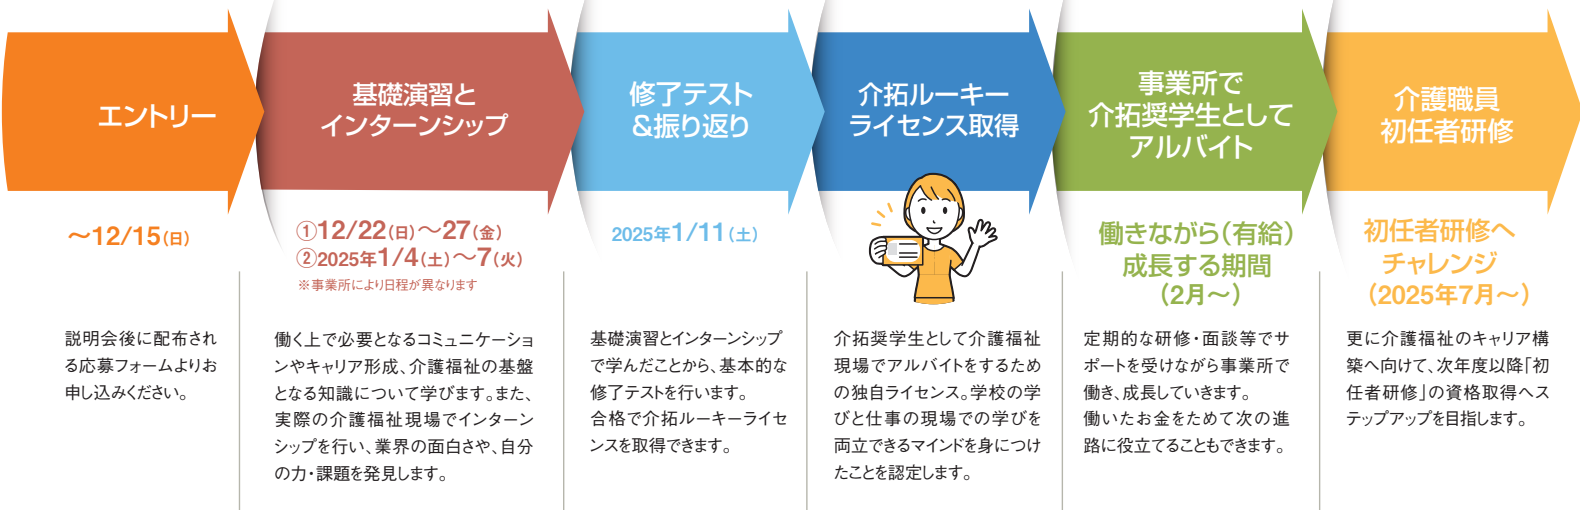 エントリー
～12/15（日）
説明会後に配布され
る応募フォームよりお
申し込みください。
基礎演習と
インターンシップ
①12/22（日）～27（金）
②2025年1/4（土）～7（火）
※事業所により日程が異なります
働く上で必要となるコミュニケーショ
ンやキャリア形成、介護福祉の基盤
となる知識について学びます。また、
実際の介護福祉現場でインターン
シップを行い、業界の面白さや、自分
の力・課題を発見します。
修了テスト
&振り返り
2025年1/11（土）
基礎演習とインターンシップ
で学んだことから、基本的な
修了テストを行います。
合格で介拓ルーキーライセ
ンスを取得できます。
介拓ルーキー
ライセンス取得
介拓奨学生として介護福祉
現場でアルバイトをするため
の独自ライセンス。学校の学
びと仕事の現場での学びを
両立できるマインドを身につけ
たことを認定します。
事業所で
介拓奨学生として
アルバイト
働きながら（有給）
成長する期間
（2月～）
定期的な研修・面談等でサ
ポートを受けながら事業所で
働き、成長していきます。
働いたお金をためて次の進
路に役立てることもできます。
介護職員
初任者研修
初任者研修へ
チャレンジ
（2025年7月～）
更に介護福祉のキャリア構
築へ向けて、次年度以降「初
任者研修」の資格取得へス
テップアップを目指します。